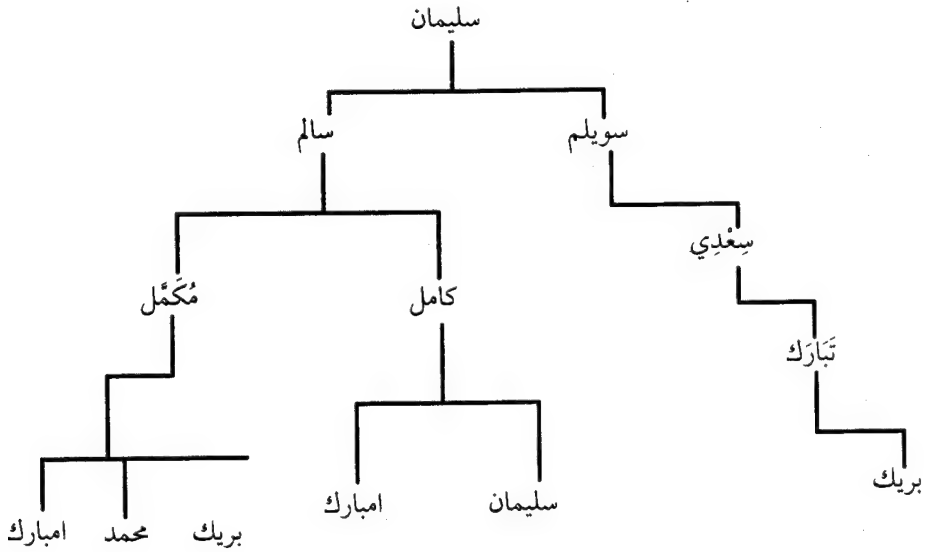 سليمان
سويلم
سالم
سِعْدِي
كامل
مُكَمَّل
تَبَارَك
بريك
سليمان
امبارك
بريك
محمد
امبارك